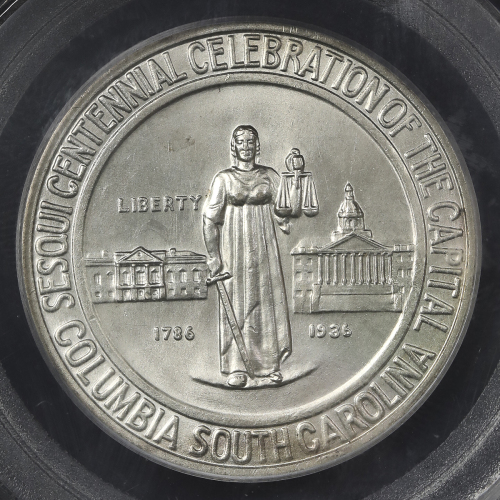 SESQUI CENTENNIAL CELEBRATION OF THE CAPITAL
COLUMBIA SOUTH CAROLINA
LIBERTY
1786 1936